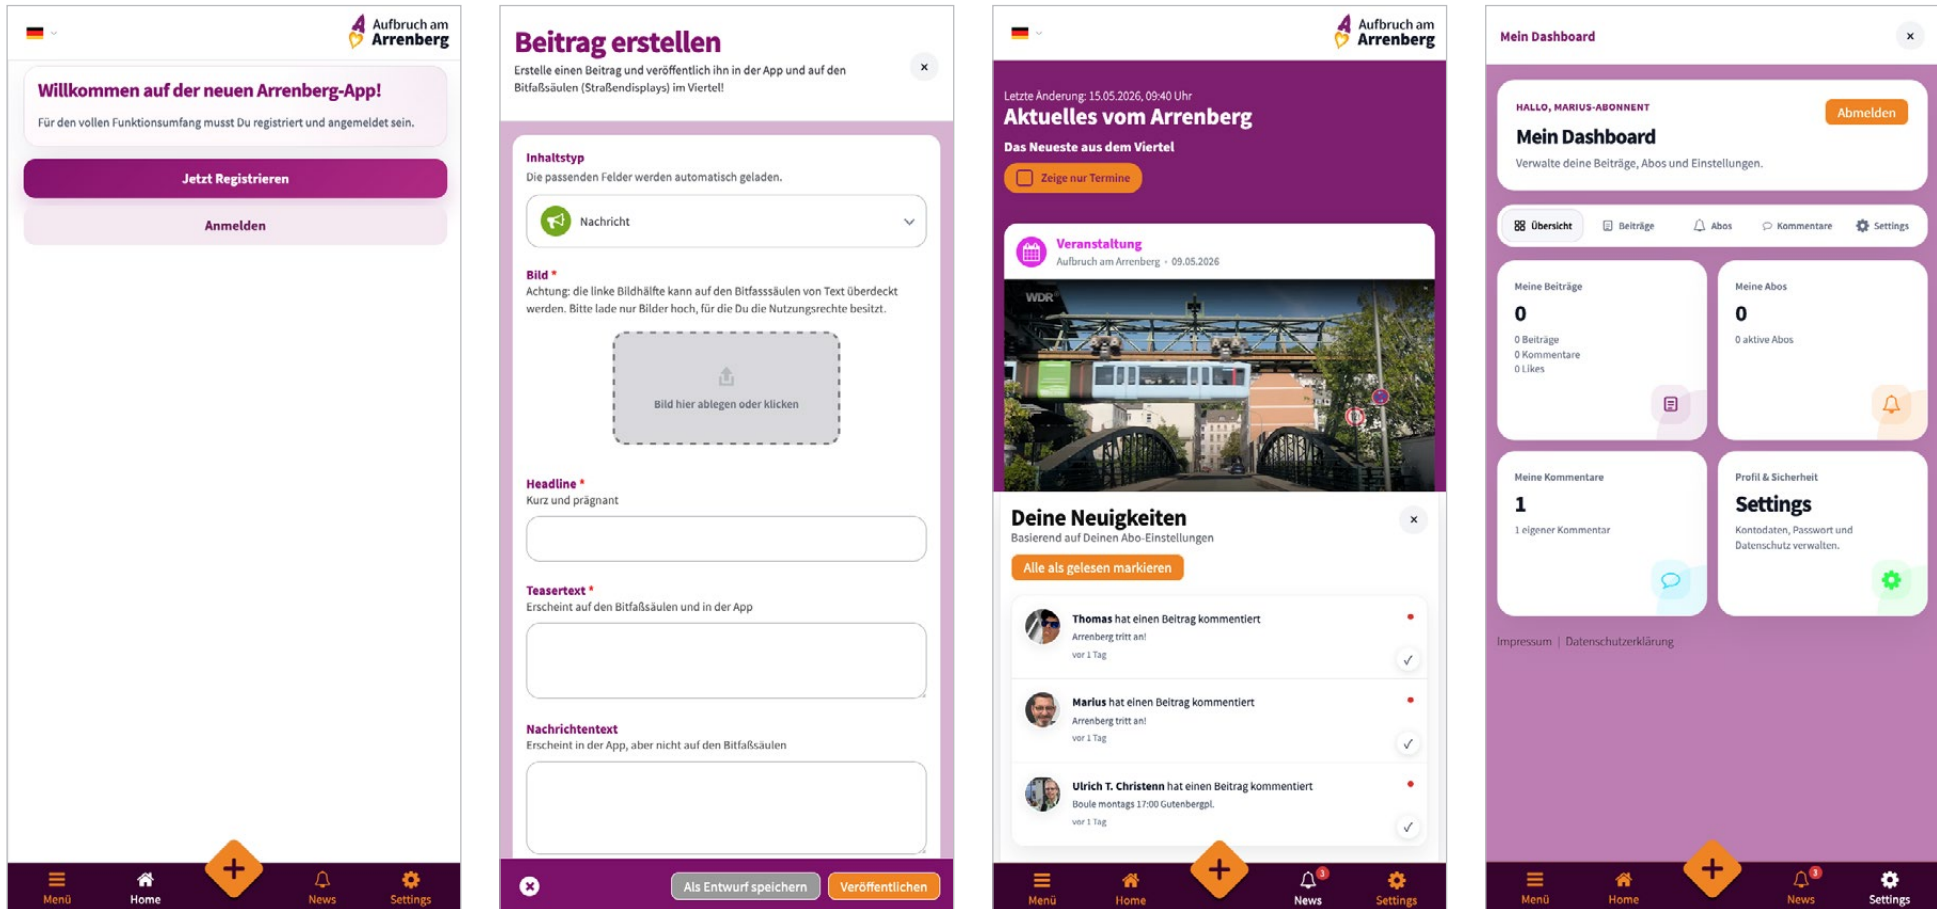 Aufbruch am
Arrenberg
Willkommen auf der neuen Arrenberg-App!
Für den vollen Funktionsumfang musst Du registriert und angemeldet sein.
Jetzt Registrieren
Anmelden
Menü
Home
News
Settings
Beitrag erstellen
Erstelle einen Beitrag und veröffentlich ihn in der App und auf den
Bitfaßsäulen (Straßendisplays) im Viertel!
Inhaltstyp
Die passenden Felder werden automatisch geladen.
Nachricht
Bild *
Achtung: die linke Bildhälfte kann auf den Bitfasssäulen von Text überdeckt
werden. Bitte lade nur Bilder hoch, für die Du die Nutzungsrechte besitzt.
Bild hier ablegen oder klicken
Headline *
Kurz und prägnant
Teasertext *
Erscheint auf den Bitfaßsäulen und in der App
Nachrichtentext
Erscheint in der App, aber nicht auf den Bitfaßsäulen
Als Entwurf speichern
Veröffentlichen
Aufbruch am
Arrenberg
Letzte Änderung: 15.05.2026, 09:40 Uhr
Aktuelles vom Arrenberg
Das Neueste aus dem Viertel
Zeige nur Termine
Veranstaltung
Aufbruch am Arrenberg • 09.05.2026
WDR
Deine Neuigkeiten
Basierend auf Deinen Abo-Einstellungen
Alle als gelesen markieren
Thomas hat einen Beitrag kommentiert
Arrenberg tritt an!
vor 1 Tag
Marius hat einen Beitrag kommentiert
Arrenberg tritt an!
vor 1 Tag
Ulrich T. Christenn hat einen Beitrag kommentiert
Boule montags 17:00 Gutenbergpl.
vor 1 Tag
Menü
Home
3
News
Settings
Mein Dashboard
HALLO, MARIUS-ABONNENT
Abmelden
Mein Dashboard
Verwalte deine Beiträge, Abos und Einstellungen.
Übersicht
Beiträge
Abos
Kommentare
Settings
Meine Beiträge
0
0 Beiträge
0 Kommentare
0 Likes
Meine Abos
0
0 aktive Abos
Meine Kommentare
1
1 eigener Kommentar
Profil & Sicherheit
Settings
Kontodaten, Passwort und
Datenschutz verwalten.
Impressum | Datenschutzerklärung
Menü
Home
3
News
Settings